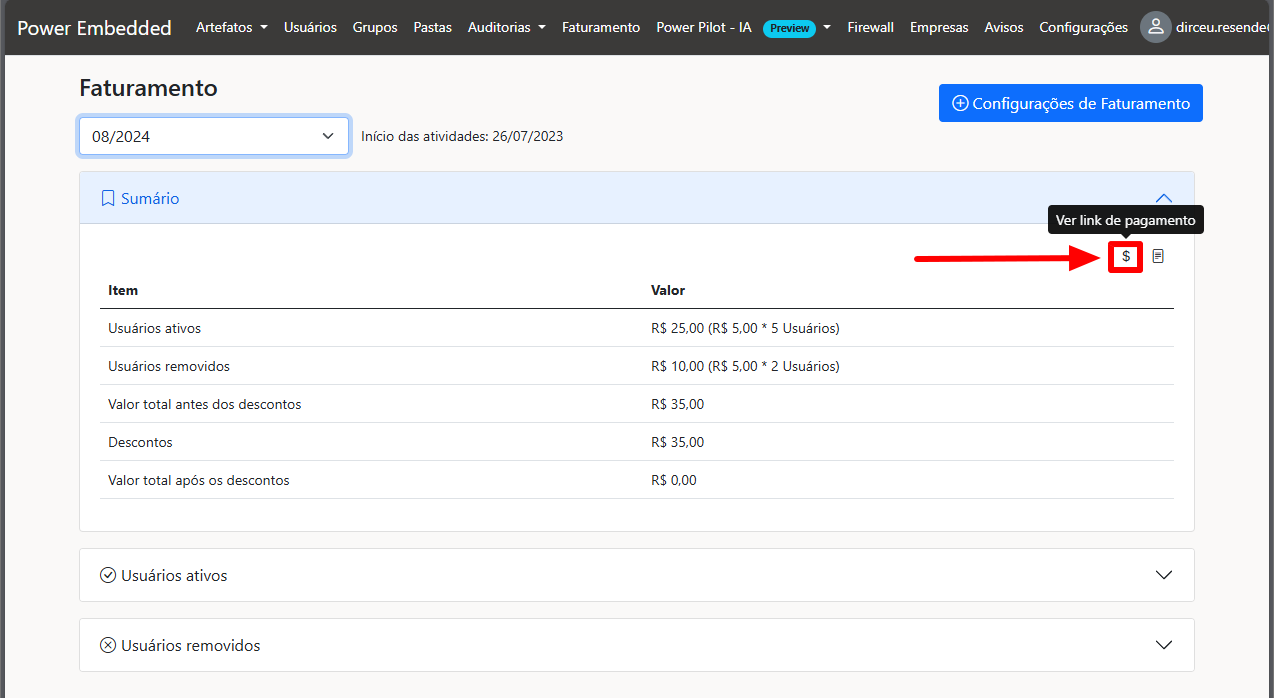 Power Embedded Artefatos Usuários Grupos Pastas Auditorias Faturamento Power Pilot - IA Preview Firewall Empresas Avisos Configurações dirceu.resende
Faturamento
Configurações de Faturamento
08/2024 Início das atividades: 26/07/2023
Sumário
Ver link de pagamento
$
Item Valor
Usuários ativos R$ 25,00 (R$ 5,00 * 5 Usuários)
Usuários removidos R$ 10,00 (R$ 5,00 * 2 Usuários)
Valor total antes dos descontos R$ 35,00
Descontos R$ 35,00
Valor total após os descontos R$ 0,00
Usuários ativos
Usuários removidos